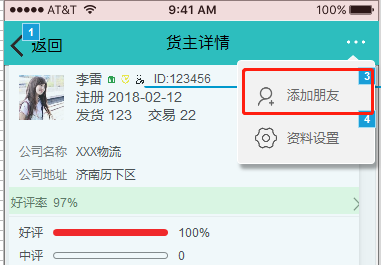 AT&T 9:41 AM 100%
1 返回 货主详情
李雷 ID:123456
注册 2018-02-12
发货 123 交易 22
3
添加朋友
4
资料设置
公司名称 XXX物流
公司地址 济南历下区
好评率 97%
好评 100%
中评 0